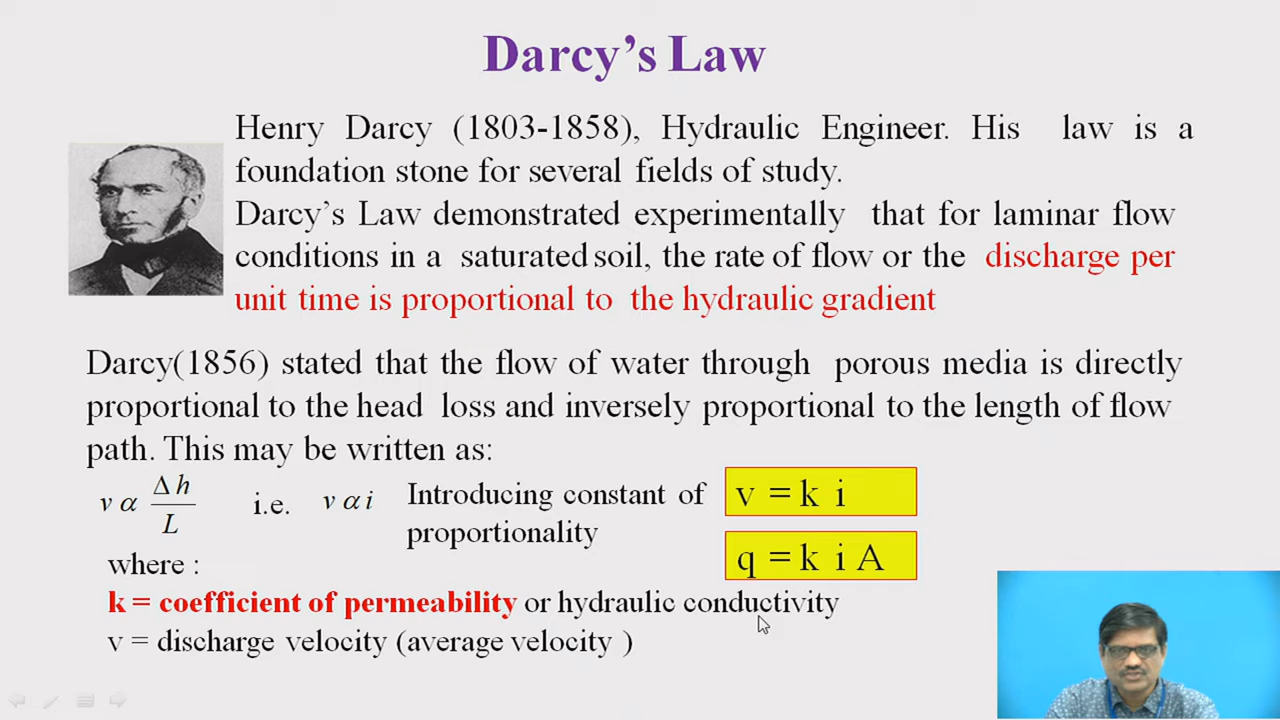 Darcy’s Law
Henry Darcy (1803-1858), Hydraulic Engineer. His law is a
foundation stone for several fields of study.
Darcy’s Law demonstrated experimentally that for laminar flow
conditions in a saturated soil, the rate of flow or the discharge per
unit time is proportional to the hydraulic gradient
Darcy(1856) stated that the flow of water through porous media is directly
proportional to the head loss and inversely proportional to the length of flow
path. This may be written as:
v α Δh / L i.e. v α i Introducing constant of
proportionality
v = k i
q = k i A
where :
k = coefficient of permeability or hydraulic conductivity
v = discharge velocity (average velocity )